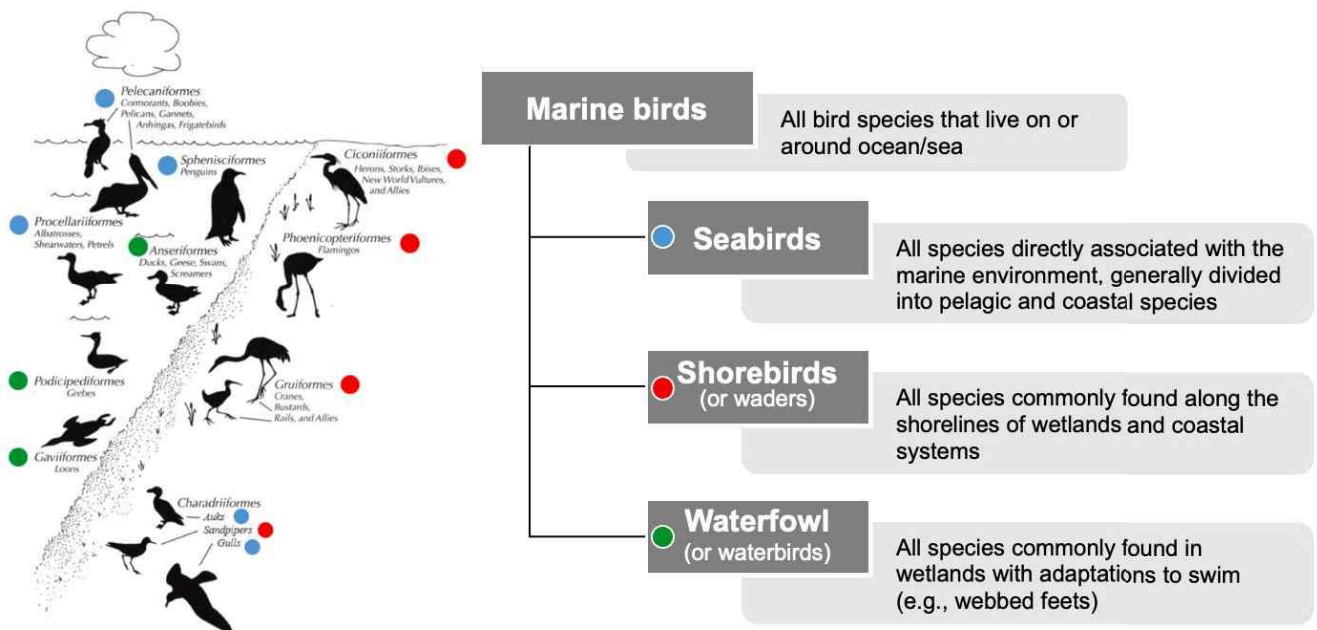 Pelecaniformes
Cormorants, Boobies,
Pelicans, Gannets,
Anhingas, Frigatebirds
Sphenisciformes
Penguins
Ciconiiformes
Herons, Storks, Ibises,
New World Vultures,
and Allies
Procellariiformes
Albatrosses,
Shearwaters, Petrels
Anseriformes
Ducks, Geese, Swans,
Screamers
Phoenicopteriformes
Flamingos
Podicipediformes
Grebes
Gruiformes
Cranes,
Bustards,
Rails, and Allies
Gaviiformes
Loons
Charadriiformes
Auks
Sandpipers
Gulls
Marine birds
All bird species that live on or
around ocean/sea
Seabirds
All species directly associated with the
marine environment, generally divided
into pelagic and coastal species
Shorebirds
(or waders)
All species commonly found along the
shorelines of wetlands and coastal
systems
Waterfowl
(or waterbirds)
All species commonly found in
wetlands with adaptations to swim
(e.g., webbed feets)